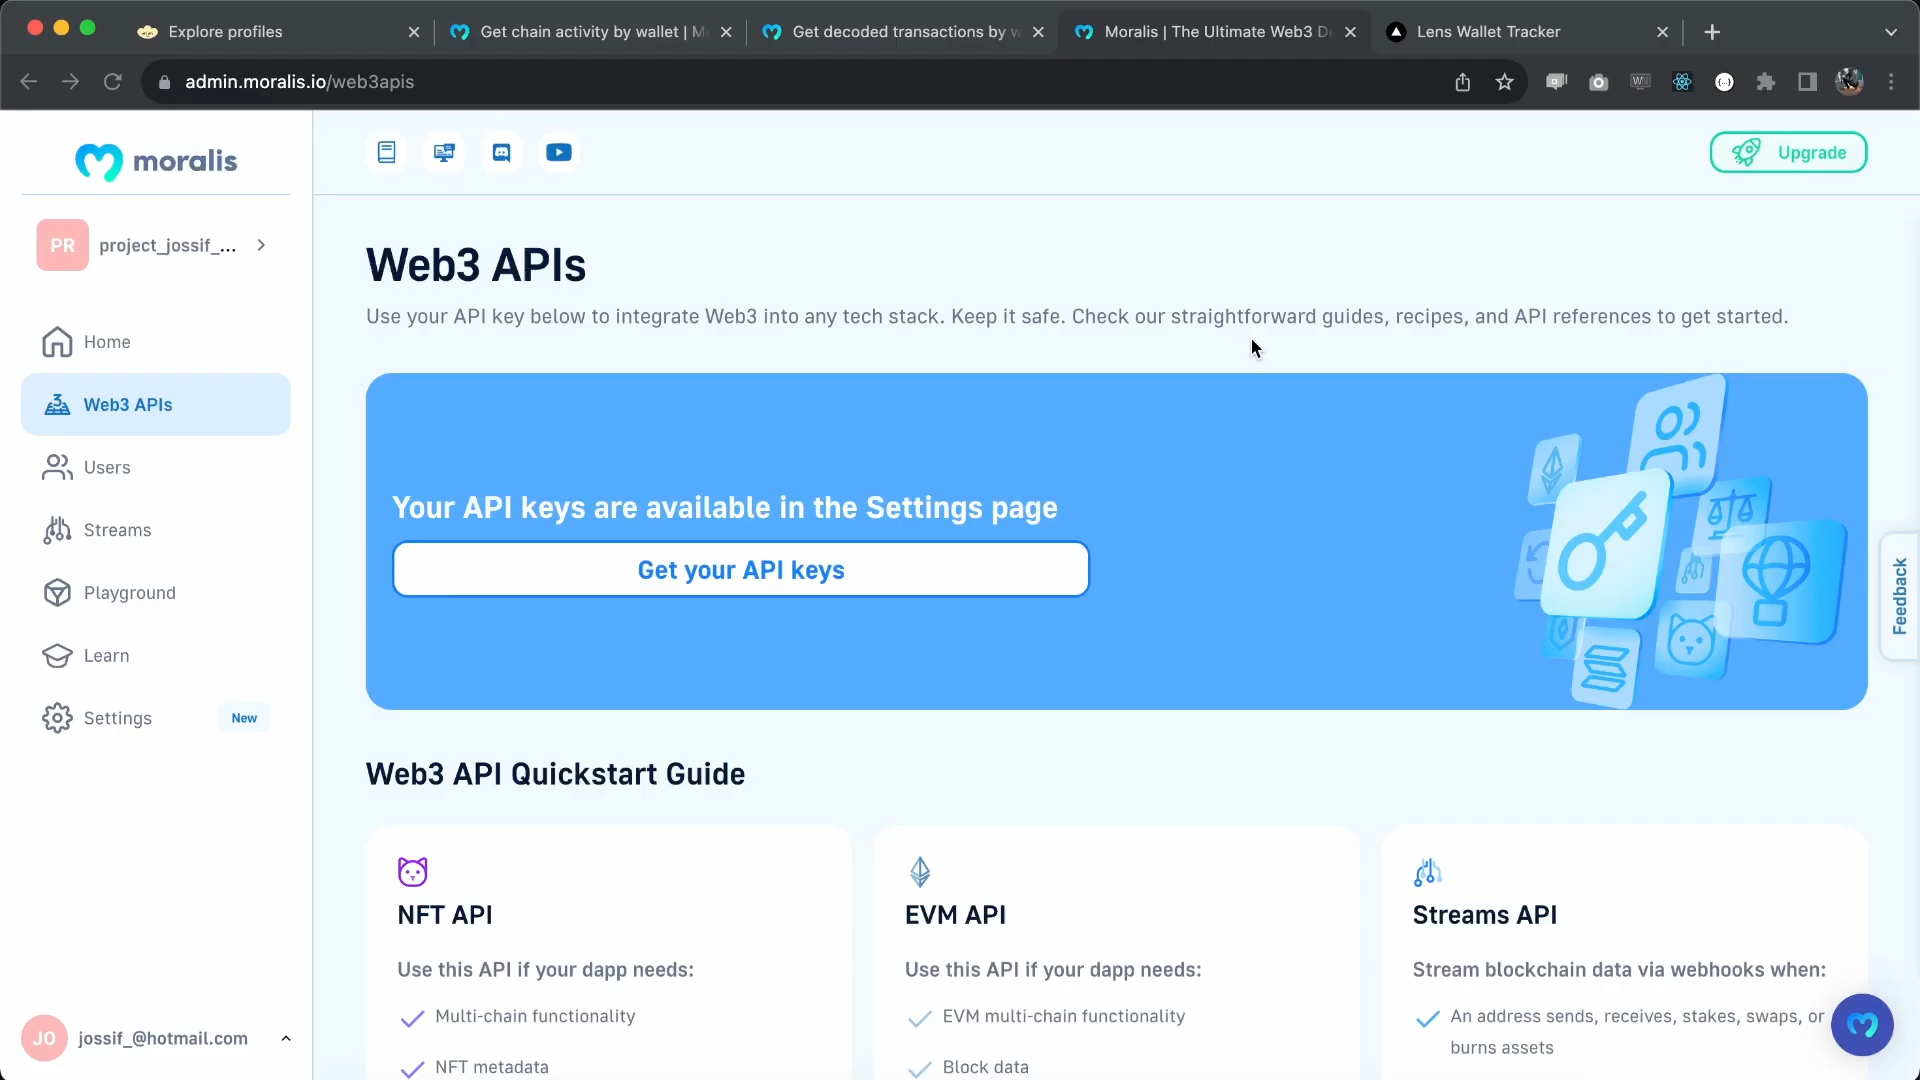 Explore profiles
Get chain activity by wallet | M
Get decoded transactions by w
Moralis | The Ultimate Web3 D
Lens Wallet Tracker
admin.moralis.io/web3apis
moralis
Upgrade
PR
project_jossif_...
Web3 APIs
Use your API key below to integrate Web3 into any tech stack. Keep it safe. Check our straightforward guides, recipes, and API references to get started.
Home
Web3 APIs
Users
Streams
Playground
Learn
Settings
New
Your API keys are available in the Settings page
Get your API keys
Feedback
Web3 API Quickstart Guide
NFT API
Use this API if your dapp needs:
Multi-chain functionality
NFT metadata
EVM API
Use this API if your dapp needs:
EVM multi-chain functionality
Block data
Streams API
Stream blockchain data via webhooks when:
An address sends, receives, stakes, swaps, or
burns assets
JO
jossif_@hotmail.com